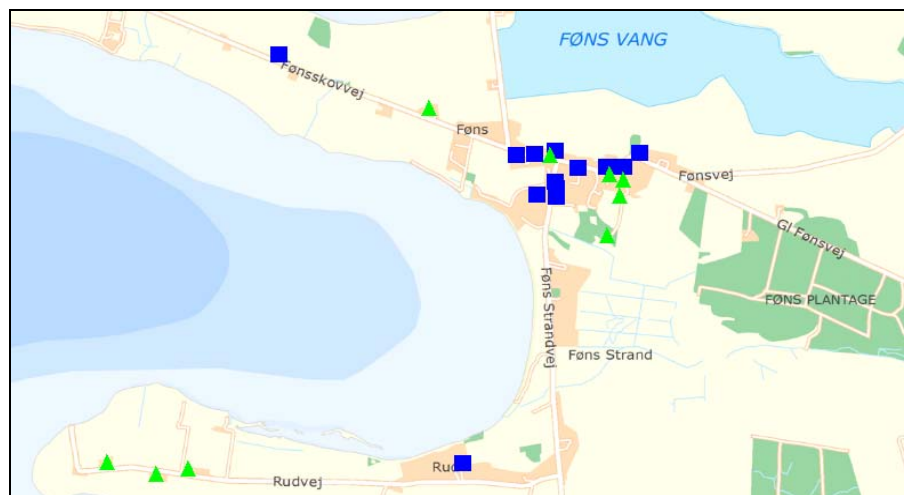 FØNS VANG
Fønsskovvej
Føns
Fønsvej
Gl Fønsvej
FØNS PLANTAGE
Føns Strandvej
Føns Strand
Rudvej